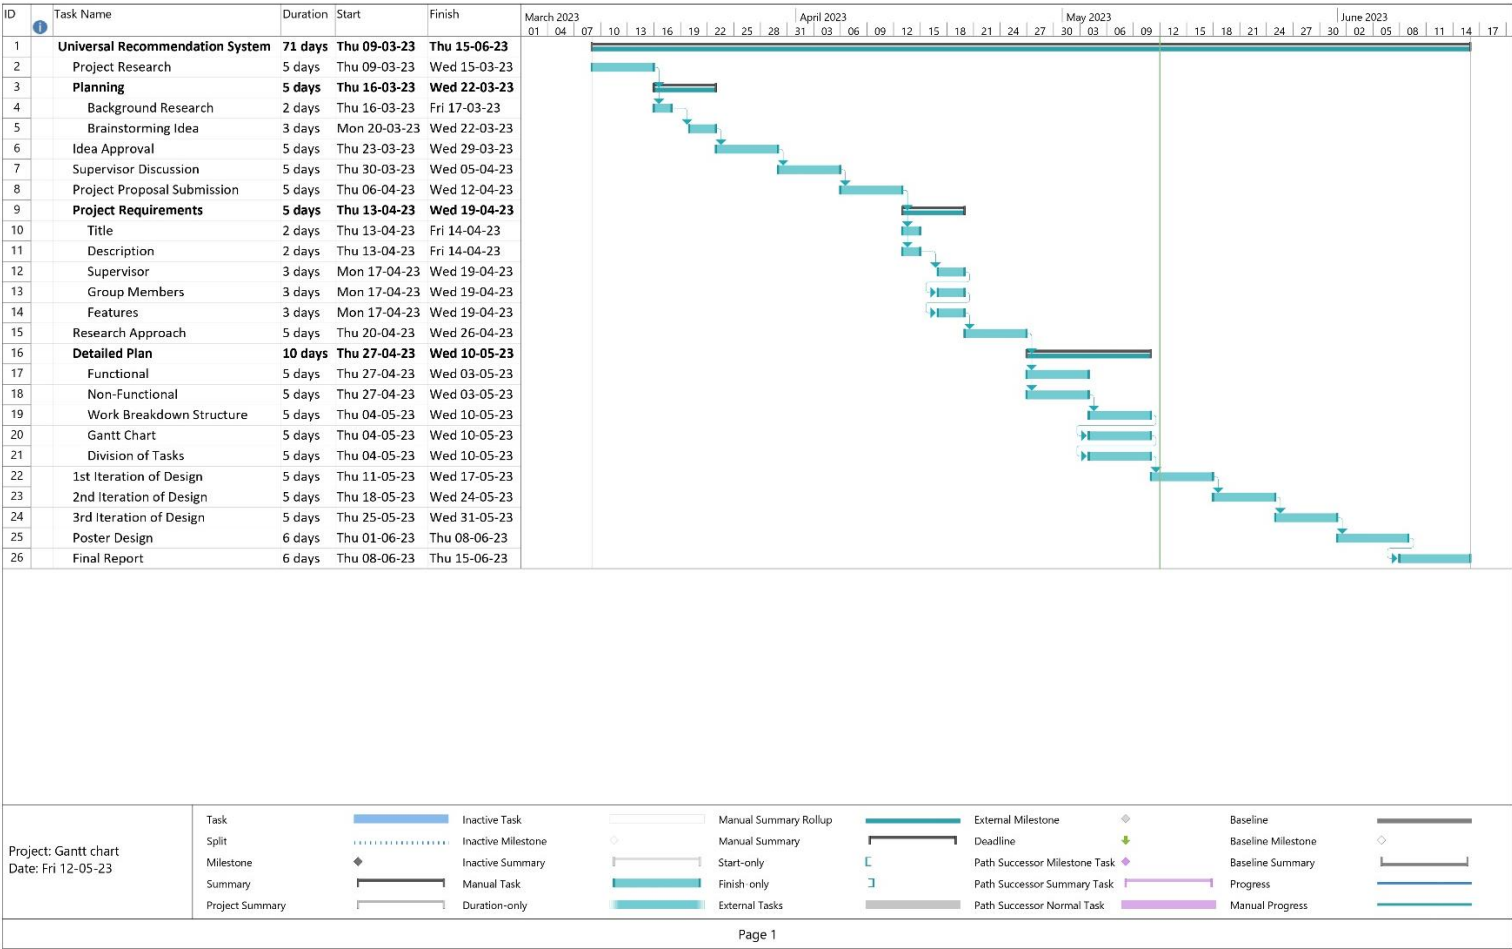 ID Task Name Duration Start Finish March 2023 April 2023 May 2023 June 2023
01 04 07 10 13 16 19 22 25 28 31 03 06 09 12 15 18 21 24 27 30 03 06 09 12 15 18 21 24 27 30 02 05 08 11 14 17
1 Universal Recommendation System 71 days Thu 09-03-23 Thu 15-06-23
2 Project Research 5 days Thu 09-03-23 Wed 15-03-23
3 Planning 5 days Thu 16-03-23 Wed 22-03-23
4 Background Research 2 days Thu 16-03-23 Fri 17-03-23
5 Brainstorming Idea 3 days Mon 20-03-23 Wed 22-03-23
6 Idea Approval 5 days Thu 23-03-23 Wed 29-03-23
7 Supervisor Discussion 5 days Thu 30-03-23 Wed 05-04-23
8 Project Proposal Submission 5 days Thu 06-04-23 Wed 12-04-23
9 Project Requirements 5 days Thu 13-04-23 Wed 19-04-23
10 Title 2 days Thu 13-04-23 Fri 14-04-23
11 Description 2 days Thu 13-04-23 Fri 14-04-23
12 Supervisor 3 days Mon 17-04-23 Wed 19-04-23
13 Group Members 3 days Mon 17-04-23 Wed 19-04-23
14 Features 3 days Mon 17-04-23 Wed 19-04-23
15 Research Approach 5 days Thu 20-04-23 Wed 26-04-23
16 Detailed Plan 10 days Thu 27-04-23 Wed 10-05-23
17 Functional 5 days Thu 27-04-23 Wed 03-05-23
18 Non-Functional 5 days Thu 27-04-23 Wed 03-05-23
19 Work Breakdown Structure 5 days Thu 04-05-23 Wed 10-05-23
20 Gantt Chart 5 days Thu 04-05-23 Wed 10-05-23
21 Division of Tasks 5 days Thu 04-05-23 Wed 10-05-23
22 1st Iteration of Design 5 days Thu 11-05-23 Wed 17-05-23
23 2nd Iteration of Design 5 days Thu 18-05-23 Wed 24-05-23
24 3rd Iteration of Design 5 days Thu 25-05-23 Wed 31-05-23
25 Poster Design 6 days Thu 01-06-23 Thu 08-06-23
26 Final Report 6 days Thu 08-06-23 Thu 15-06-23
Project: Gantt chart
Date: Fri 12-05-23
Task Inactive Task Manual Summary Rollup External Milestone Baseline
Split Inactive Milestone Manual Summary Deadline Baseline Milestone
Milestone Inactive Summary Start-only Path Successor Milestone Task Baseline Summary
Summary Manual Task Finish-only Path Successor Summary Task Progress
Project Summary Duration-only External Tasks Path Successor Normal Task Manual Progress
Page 1